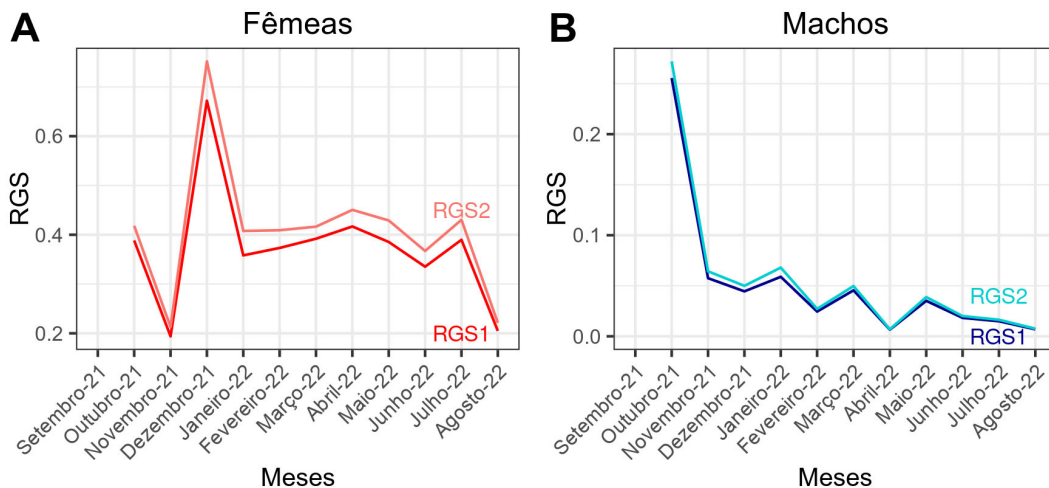 A
Fêmeas
RGS
0.6
0.4
0.2
RGS2
RGS1
Setembro-21
Outubro-21
Novembro-21
Dezembro-21
Janeiro-22
Fevereiro-22
Março-22
Abril-22
Maio-22
Junho-22
Julho-22
Agosto-22
Meses
B
Machos
RGS
0.2
0.1
0.0
RGS2
RGS1
Setembro-21
Outubro-21
Novembro-21
Dezembro-21
Janeiro-22
Fevereiro-22
Março-22
Abril-22
Maio-22
Junho-22
Julho-22
Agosto-22
Meses